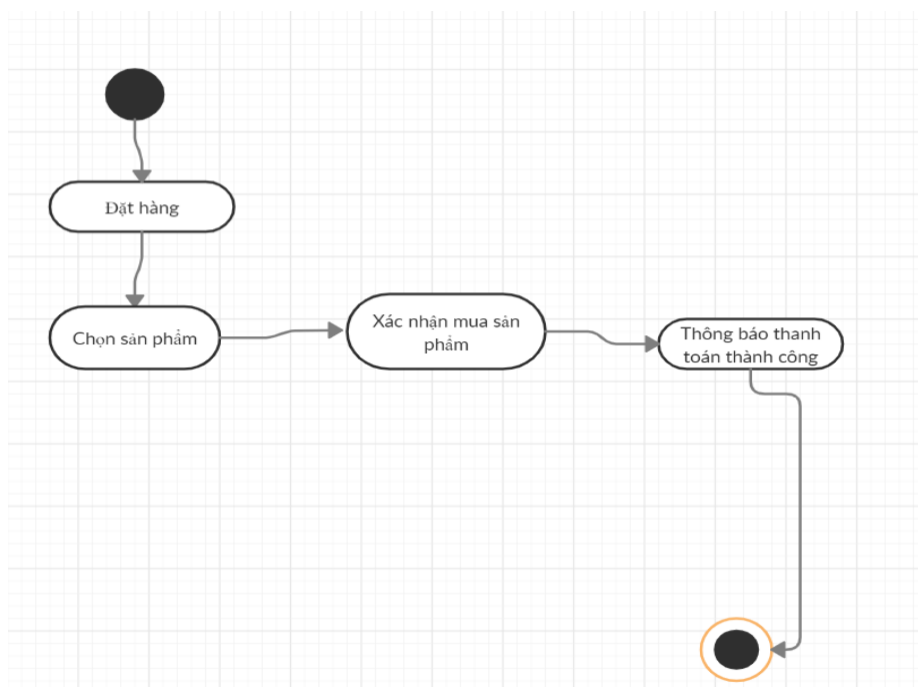 Đặt hàng
Chọn sản phẩm
Xác nhận mua sản
phẩm
Thông báo thanh
toán thành công